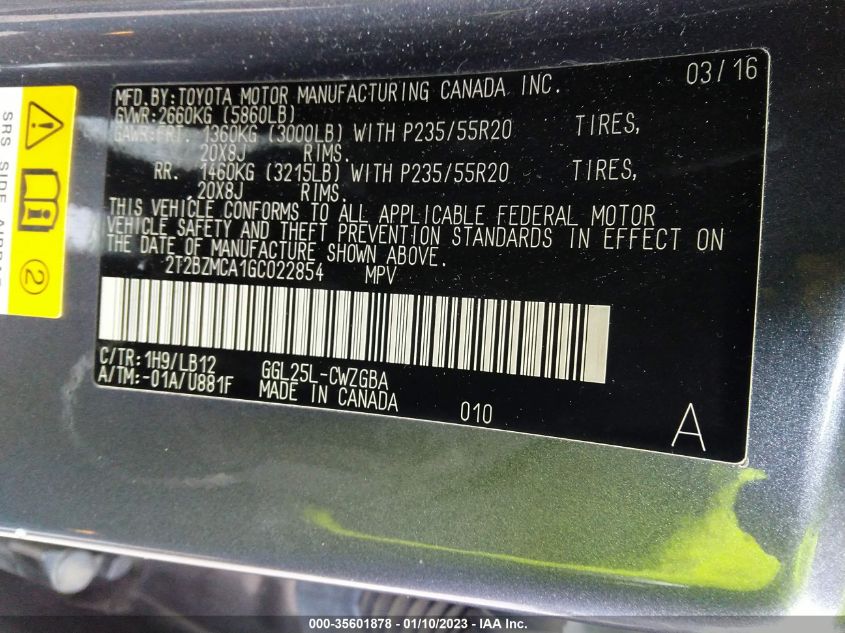 03/16
MFD.BY:TOYOTA MOTOR MANUFACTURING CANADA INC.
GVWR:2660KG (5860LB)
GAWR:FRT. 1360KG (3000LB) WITH P235/55R20 TIRES,
20X8J RIMS.
RR. 1460KG (3215LB) WITH P235/55R20 TIRES,
20X8J RIMS.
THIS VEHICLE CONFORMS TO ALL APPLICABLE FEDERAL MOTOR
VEHICLE SAFETY AND THEFT PREVENTION STANDARDS IN EFFECT ON
THE DATE OF MANUFACTURE SHOWN ABOVE.
2T2BZMCA1GC022854 MPV
C/TR:1H9/LB12 GGL25L-CWZGBA
A/TM:-01A/U881F MADE IN CANADA
010
A
SRS SIDE AIRBAG
2
000-35601878 - 01/10/2023 - IAA Inc.